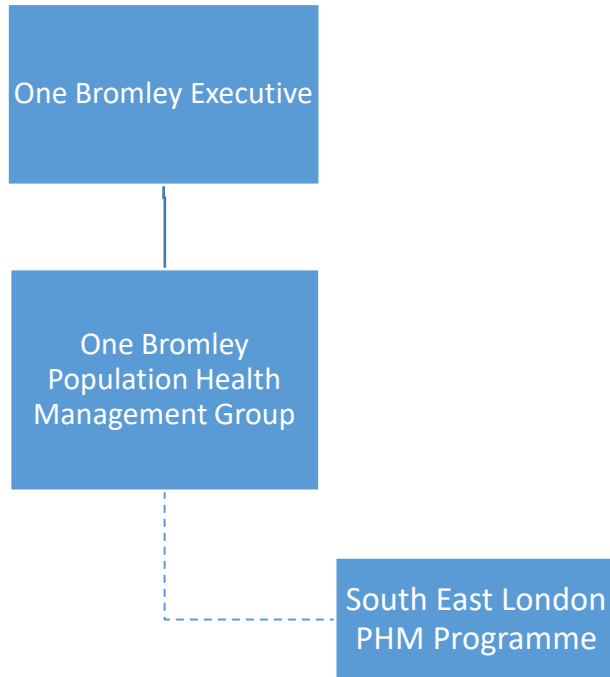 One Bromley Executive
One Bromley
Population Health
Management Group
South East London
PHM Programme